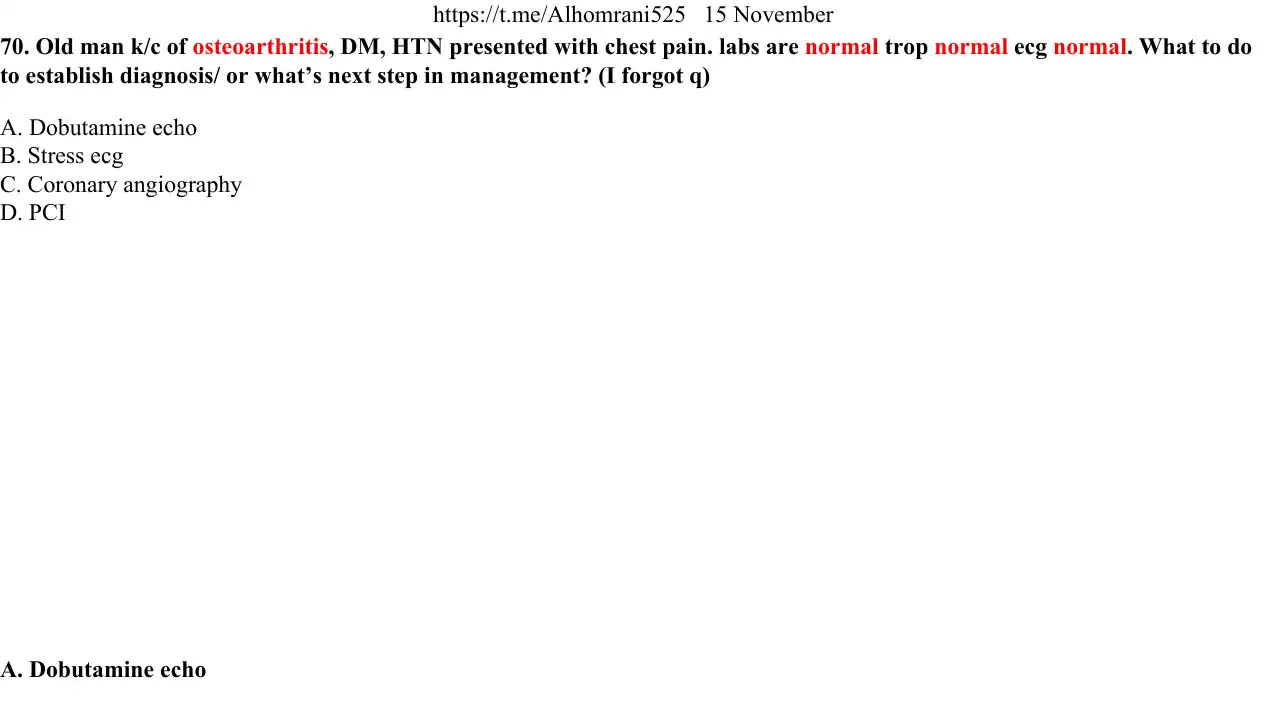 https://t.me/Alhomrani525   15 November
70. Old man k/c of osteoarthritis, DM, HTN presented with chest pain. labs are normal trop normal ecg normal. What to do
to establish diagnosis/ or what’s next step in management? (I forgot q)
A. Dobutamine echo
B. Stress ecg
C. Coronary angiography
D. PCI
A. Dobutamine echo